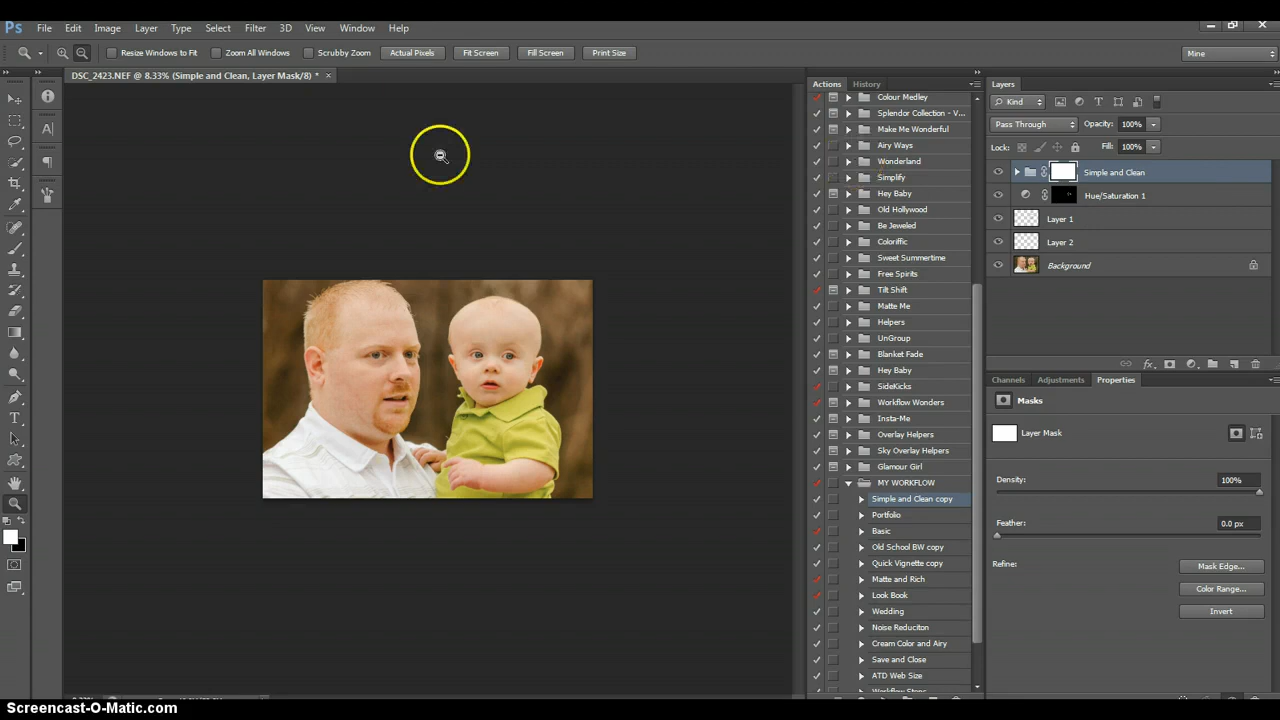 Ps File Edit Image Layer Type Select Filter 3D View Window Help
Resize Windows to Fit Zoom All Windows Scrubby Zoom Actual Pixels Fit Screen Fill Screen Print Size Mine
DSC_2423.NEF @ 8.33% (Simple and Clean, Layer Mask/8) * ×
Actions History
Colour Medley
Splendor Collection - V...
Make Me Wonderful
Airy Ways
Wonderland
Simplify
Hey Baby
Old Hollywood
Be Jeweled
Coloriffic
Sweet Summertime
Free Spirits
Tilt Shift
Matte Me
Helpers
UnGroup
Blanket Fade
Hey Baby
SideKicks
Workflow Wonders
Insta-Me
Overlay Helpers
Sky Overlay Helpers
Glamour Girl
MY WORKFLOW
Simple and Clean copy
Portfolio
Basic
Old School BW copy
Quick Vignette copy
Matte and Rich
Look Book
Wedding
Noise Reduciton
Cream Color and Airy
Save and Close
ATD Web Size
Layers
Kind
Pass Through Opacity: 100%
Lock: Fill: 100%
Simple and Clean
Hue/Saturation 1
Layer 1
Layer 2
Background
Channels Adjustments Properties
Masks
Layer Mask
Density: 100%
Feather: 0.0 px
Refine: Mask Edge...
Color Range...
Invert
Screencast-O-Matic.com